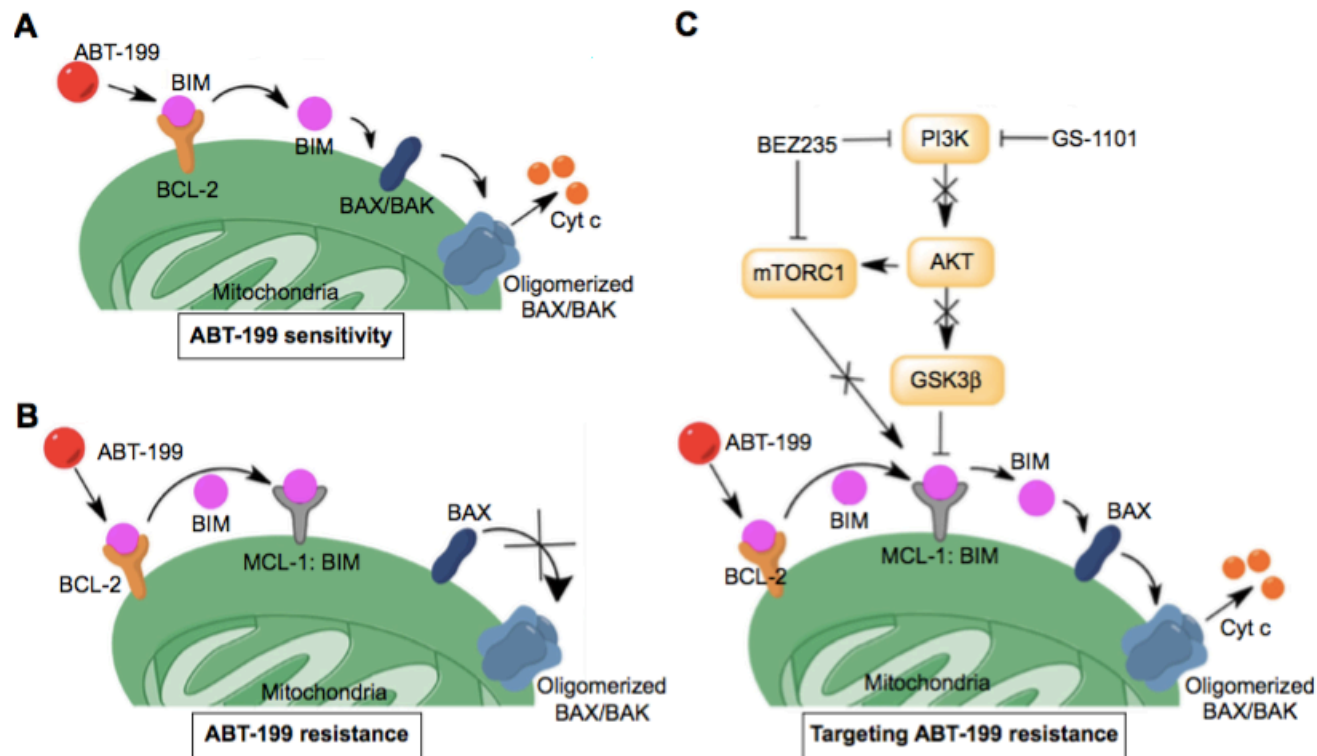 A
ABT-199
BIM
BIM
BCL-2
BAX/BAK
Cyt c
Oligomerized
BAX/BAK
Mitochondria
ABT-199 sensitivity
B
ABT-199
BIM
BCL-2
MCL-1: BIM
BAX
Mitochondria
Oligomerized
BAX/BAK
ABT-199 resistance
C
BEZ235
PI3K
GS-1101
mTORC1
AKT
GSK3β
ABT-199
BIM
BIM
BCL-2
MCL-1: BIM
BAX
Cyt c
Mitochondria
Oligomerized
BAX/BAK
Targeting ABT-199 resistance